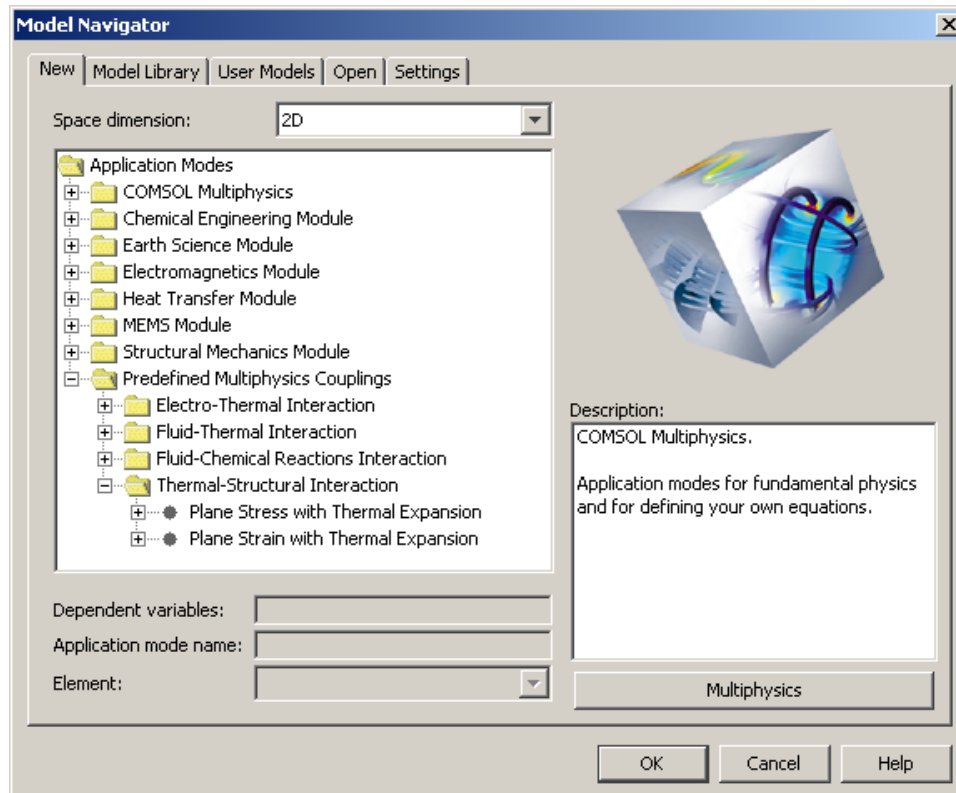 Model Navigator
New Model Library User Models Open Settings
Space dimension: 2D
Application Modes
COMSOL Multiphysics
Chemical Engineering Module
Earth Science Module
Electromagnetics Module
Heat Transfer Module
MEMS Module
Structural Mechanics Module
Predefined Multiphysics Couplings
Electro-Thermal Interaction
Fluid-Thermal Interaction
Fluid-Chemical Reactions Interaction
Thermal-Structural Interaction
Plane Stress with Thermal Expansion
Plane Strain with Thermal Expansion
Description:
COMSOL Multiphysics.
Application modes for fundamental physics
and for defining your own equations.
Dependent variables:
Application mode name:
Element:
Multiphysics
OK Cancel Help